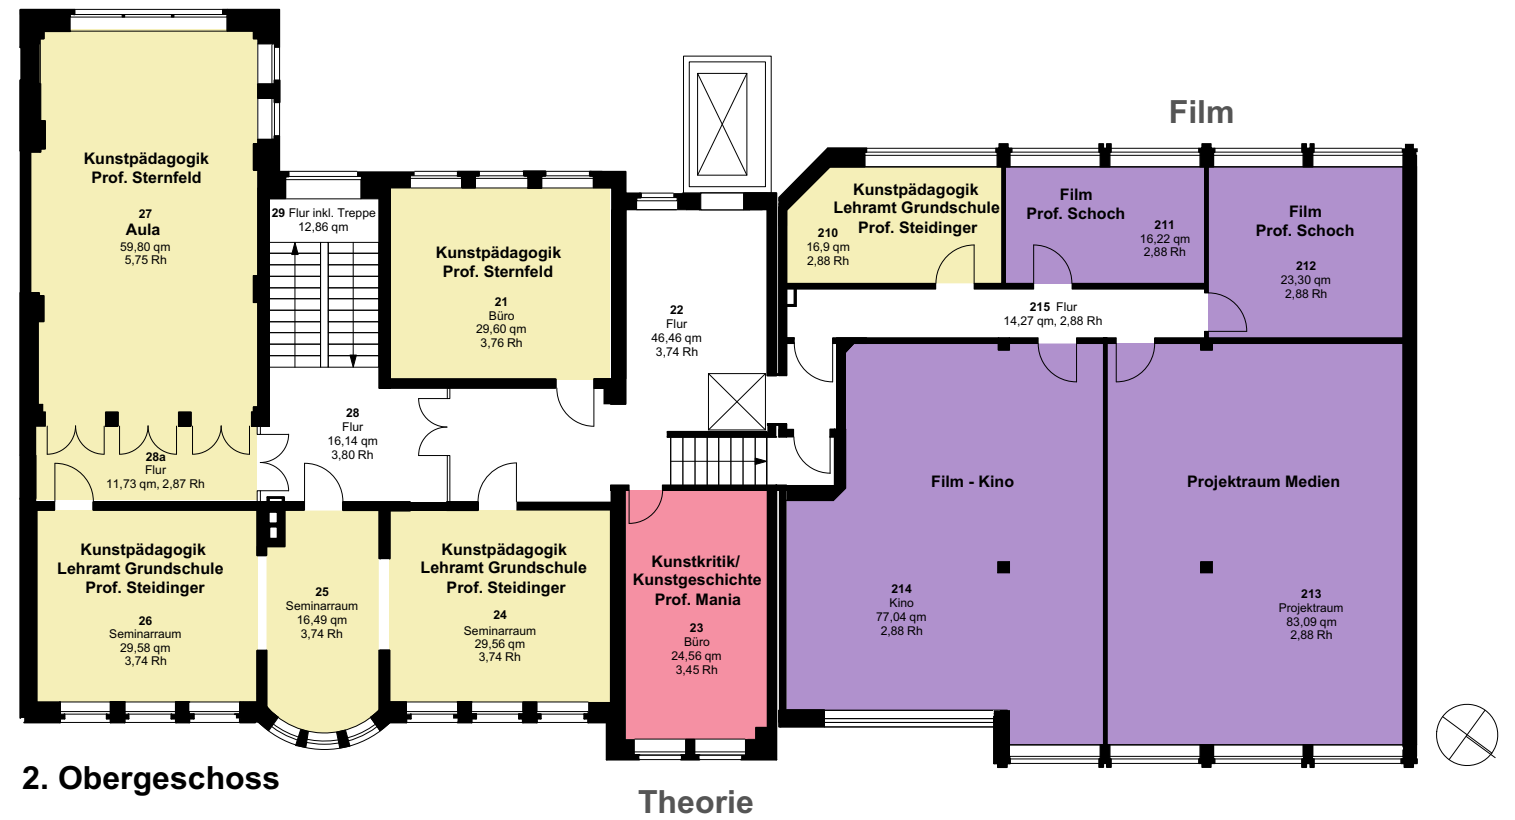 Film
Kunstpädagogik
Prof. Sternfeld
27
Aula
59,80 qm
5,75 Rh
29 Flur inkl. Treppe
12,86 qm
Kunstpädagogik
Prof. Sternfeld
21
Büro
29,60 qm
3,76 Rh
22
Flur
46,46 qm
3,74 Rh
Kunstpädagogik
Lehramt Grundschule
Prof. Steidinger
210
16,9 qm
2,88 Rh
Film
Prof. Schoch
211
16,22 qm
2,88 Rh
Film
Prof. Schoch
212
23,30 qm
2,88 Rh
215 Flur
14,27 qm, 2,88 Rh
28
Flur
16,14 qm
3,80 Rh
28a
Flur
11,73 qm, 2,87 Rh
Kunstpädagogik
Lehramt Grundschule
Prof. Steidinger
26
Seminarraum
29,58 qm
3,74 Rh
25
Seminarraum
16,49 qm
3,74 Rh
Kunstpädagogik
Lehramt Grundschule
Prof. Steidinger
24
Seminarraum
29,56 qm
3,74 Rh
Kunstkritik/
Kunstgeschichte
Prof. Mania
23
Büro
24,56 qm
3,45 Rh
Film - Kino
214
Kino
77,04 qm
2,88 Rh
Projektraum Medien
213
Projektraum
83,09 qm
2,88 Rh
2. Obergeschoss
Theorie